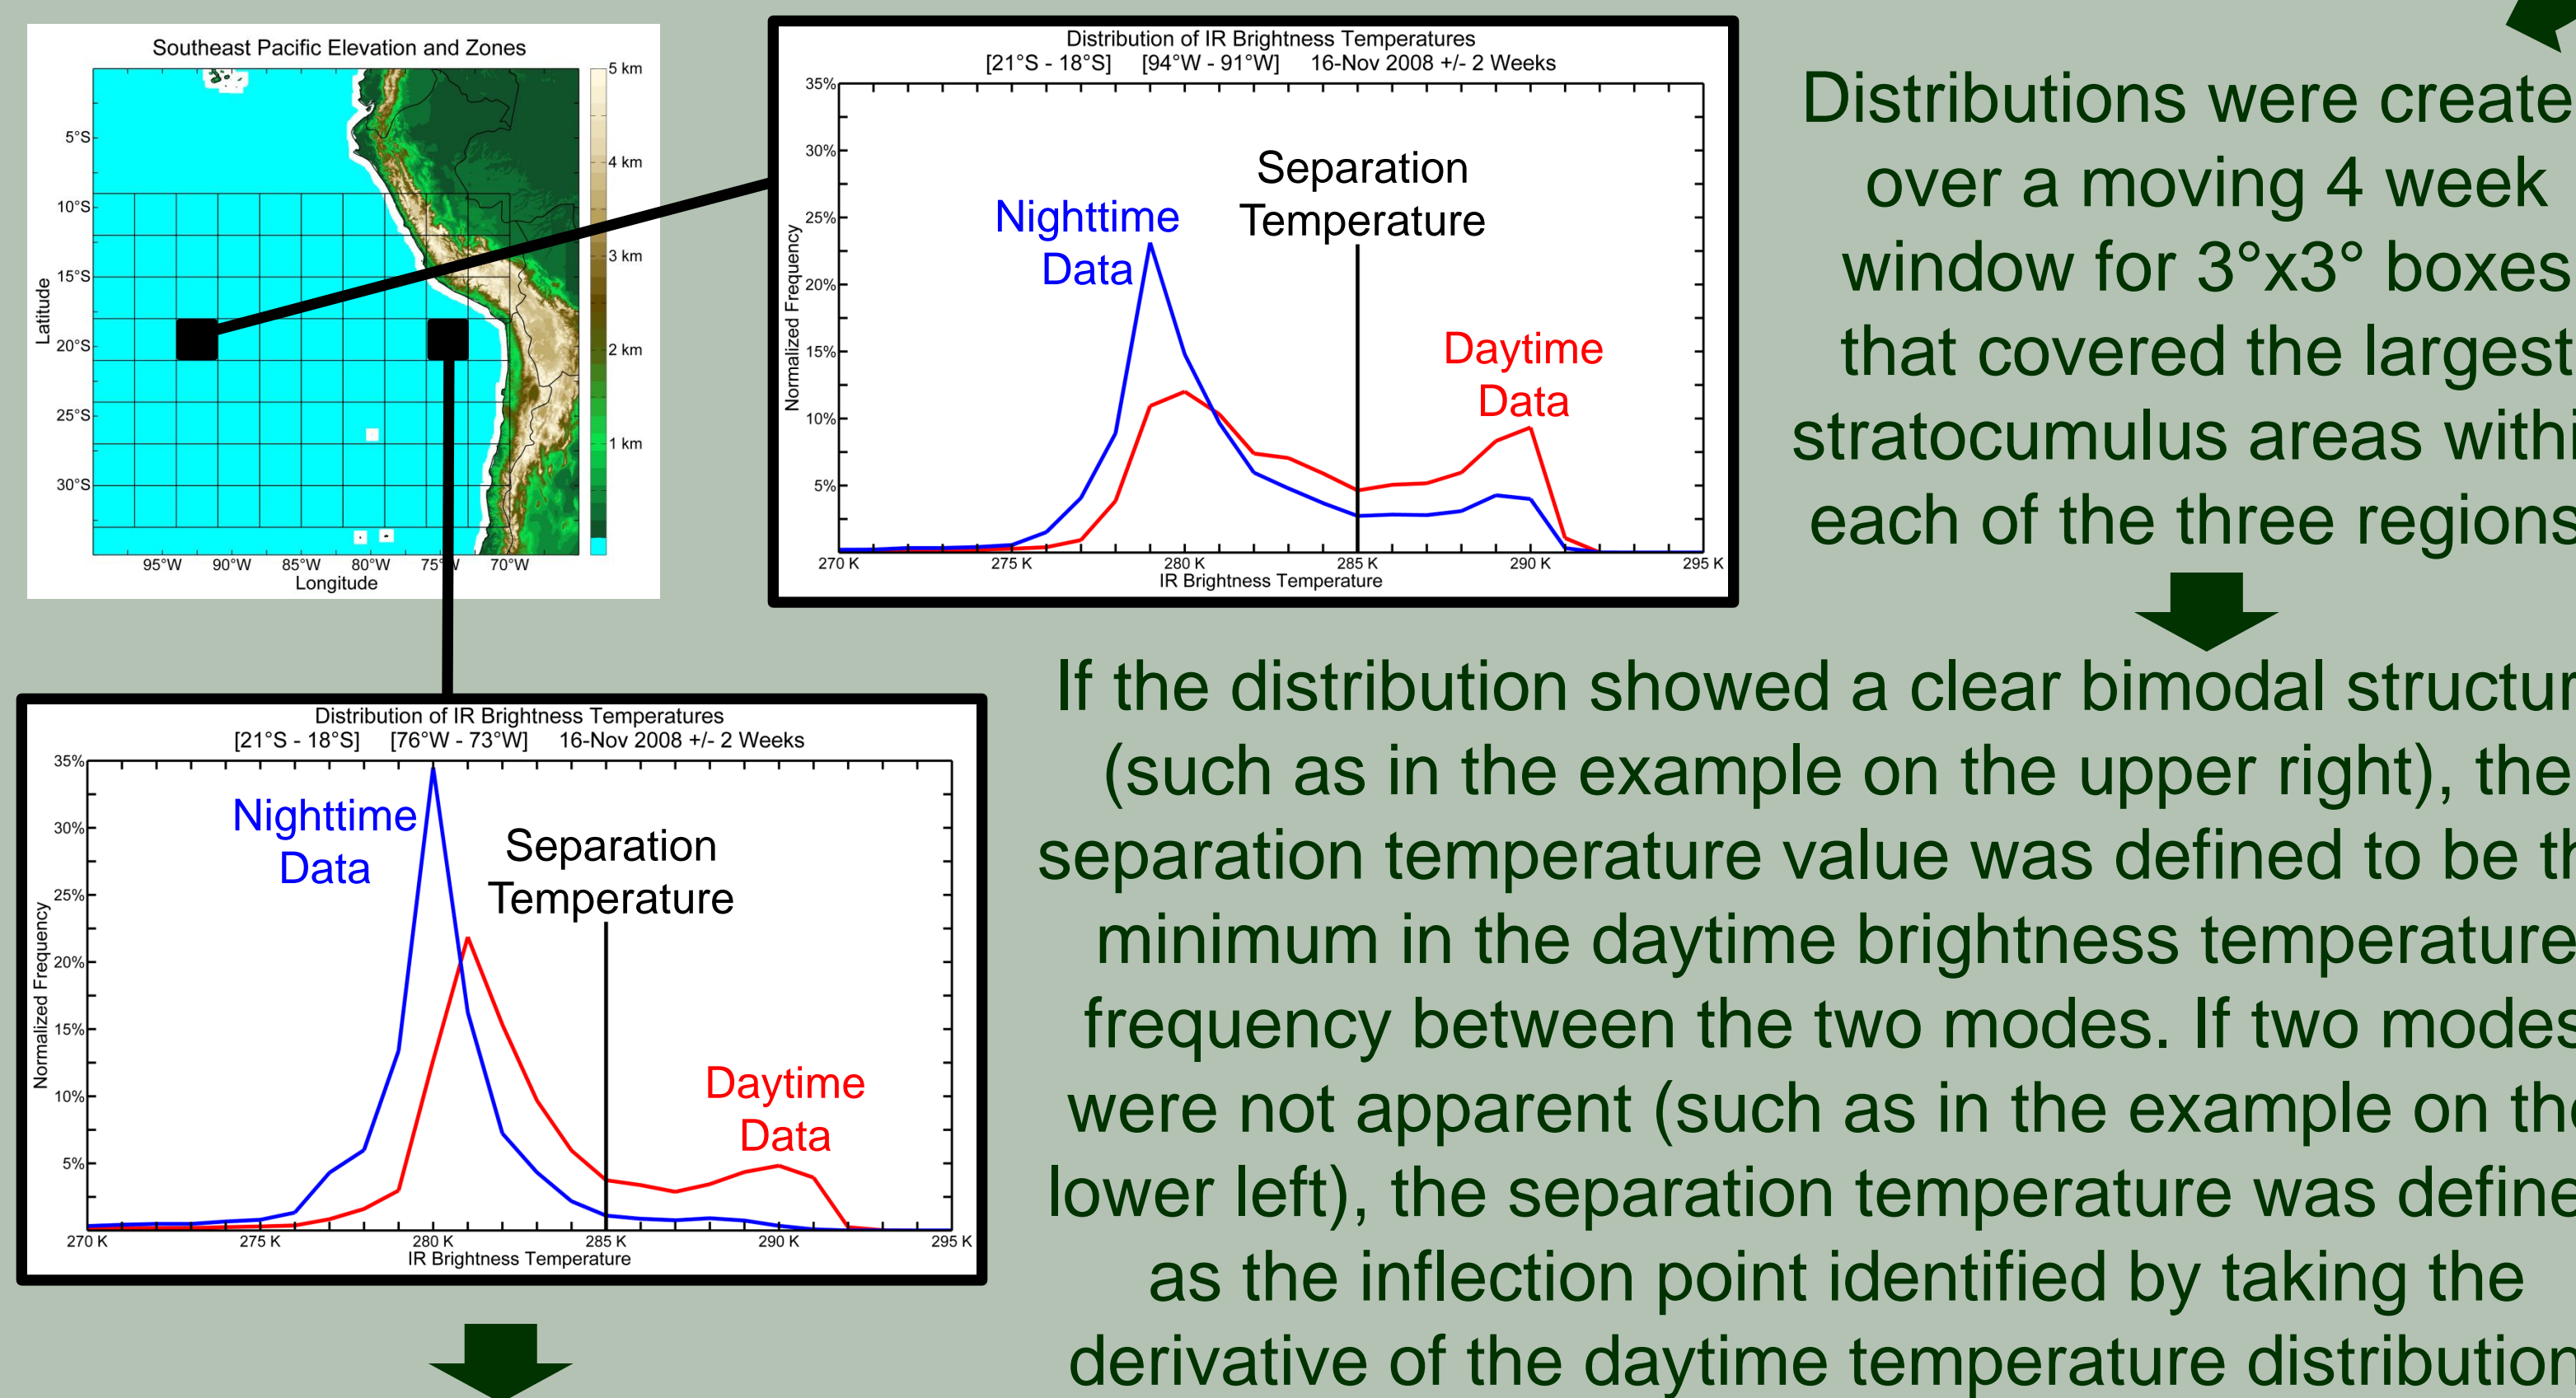 Southeast Pacific Elevation and Zones
5 km
4 km
3 km
2 km
1 km
Latitude
5°S
10°S
15°S
20°S
25°S
30°S
95°W 90°W 85°W 80°W 75°W 70°W
Longitude
Distribution of IR Brightness Temperatures
[21°S - 18°S] [94°W - 91°W] 16-Nov 2008 +/- 2 Weeks
Normalized Frequency
35%
30%
25%
20%
15%
10%
5%
Nighttime
Data
Separation
Temperature
Daytime
Data
270 K 275 K 280 K 285 K 290 K 295 K
IR Brightness Temperature
Distributions were create
over a moving 4 week
window for 3°x3° boxes
that covered the largest
stratocumulus areas withi
each of the three regions
Distribution of IR Brightness Temperatures
[21°S - 18°S] [76°W - 73°W] 16-Nov 2008 +/- 2 Weeks
Normalized Frequency
35%
30%
25%
20%
15%
10%
5%
Nighttime
Data
Separation
Temperature
Daytime
Data
270 K 275 K 280 K 285 K 290 K 295 K
IR Brightness Temperature
If the distribution showed a clear bimodal structur
(such as in the example on the upper right), the
separation temperature value was defined to be th
minimum in the daytime brightness temperature
frequency between the two modes. If two modes
were not apparent (such as in the example on the
lower left), the separation temperature was define
as the inflection point identified by taking the
derivative of the daytime temperature distribution